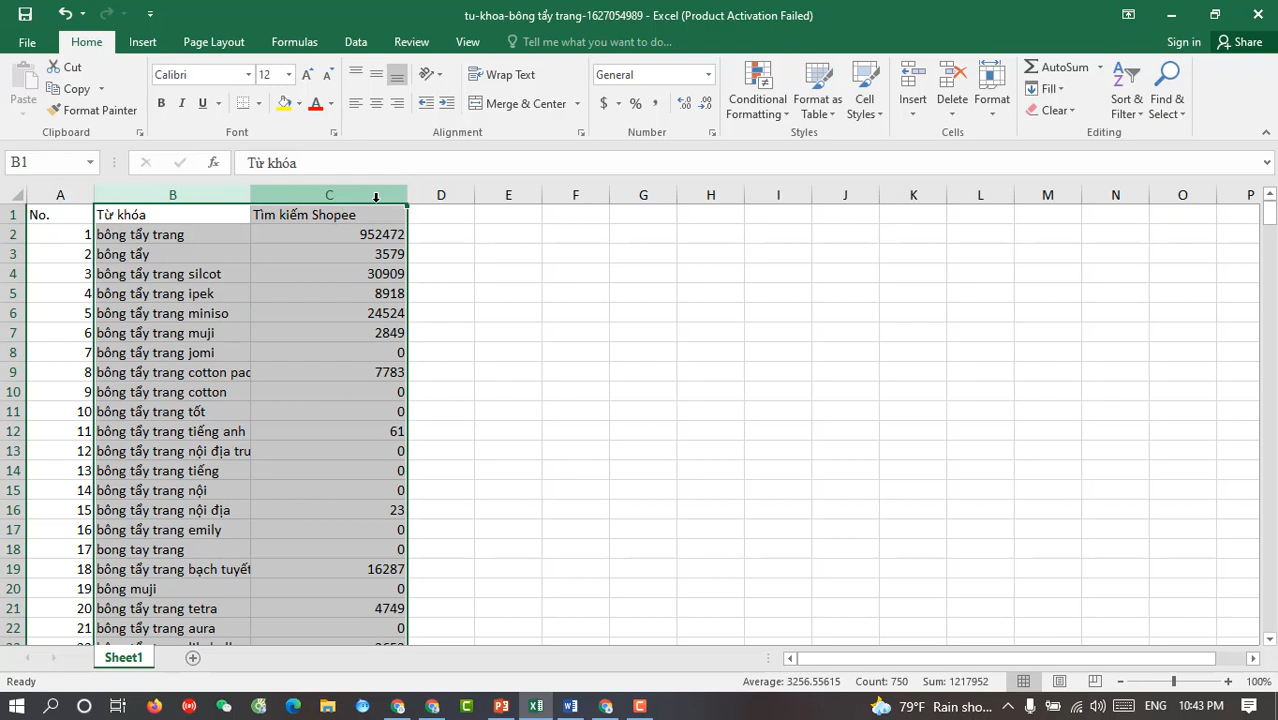 tu-khoa-bông tẩy trang-1627054989 - Excel (Product Activation Failed)
File Home Insert Page Layout Formulas Data Review View Tell me what you want to do... Sign in Share
Paste Cut Copy Format Painter
Clipboard
Calibri 12
B I U A
Font
Wrap Text
Merge & Center
Alignment
General
$ % ,
Number
Conditional Formatting Format as Table Cell Styles
Styles
Insert Delete Format
Cells
AutoSum
Fill
Clear
Sort & Filter Find & Select
Editing
B1 fx Từ khóa
A B C D E F G H I J K L M N O P
1 No. Từ khóa Tìm kiếm Shopee
2 1 bông tẩy trang 952472
3 2 bông tẩy 3579
4 3 bông tẩy trang silcot 30909
5 4 bông tẩy trang ipek 8918
6 5 bông tẩy trang miniso 24524
7 6 bông tẩy trang muji 2849
8 7 bông tẩy trang jomi 0
9 8 bông tẩy trang cotton pac 7783
10 9 bông tẩy trang cotton 0
11 10 bông tẩy trang tốt 0
12 11 bông tẩy trang tiếng anh 61
13 12 bông tẩy trang nội địa tru 0
14 13 bông tẩy trang tiếng 0
15 14 bông tẩy trang nội 0
16 15 bông tẩy trang nội địa 23
17 16 bông tẩy trang emily 0
18 17 bong tay trang 0
19 18 bông tẩy trang bạch tuyết 16287
20 19 bông muji 0
21 20 bông tẩy trang tetra 4749
22 21 bông tẩy trang aura 0
Sheet1
Ready Average: 3256.55615 Count: 750 Sum: 1217952 100%
79°F Rain sho... ENG 10:43 PM